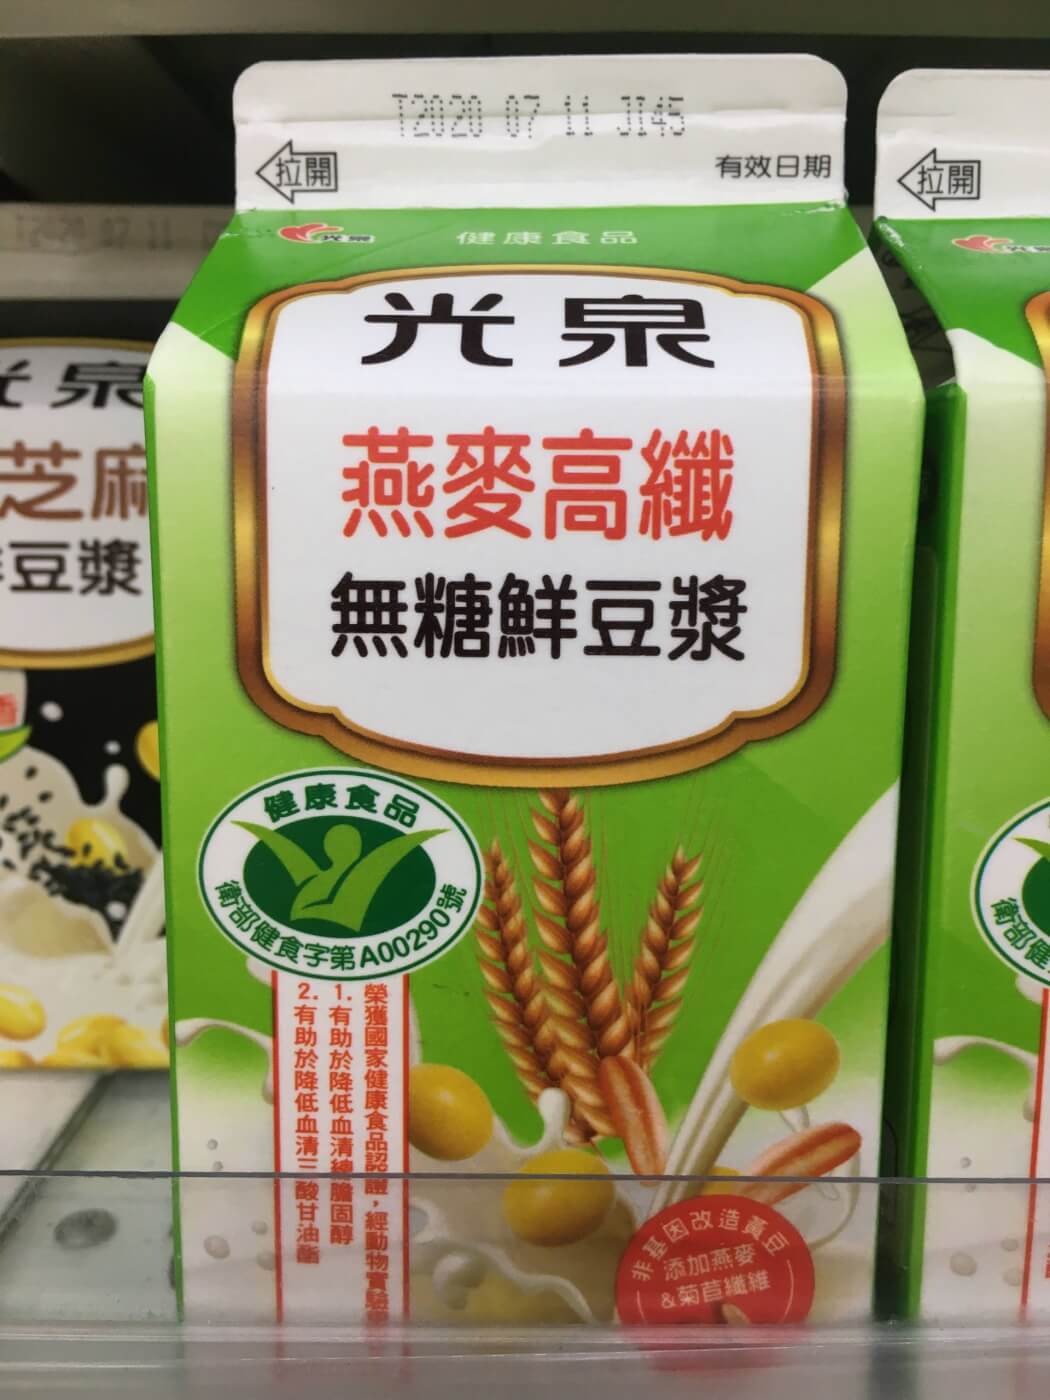 T2020 07 11 JI45
拉開
有效日期
光泉
健康食品
光泉
燕麥高纖
無糖鮮豆漿
健康食品
衛部健食字第A00290號
榮獲國家健康食品認證，經動物實驗
1.有助於降低血清總膽固醇
2.有助於降低血清三酸甘油酯
非基因改造黃豆
添加燕麥
&菊苣纖維
拉開
光泉
芝麻
豆漿